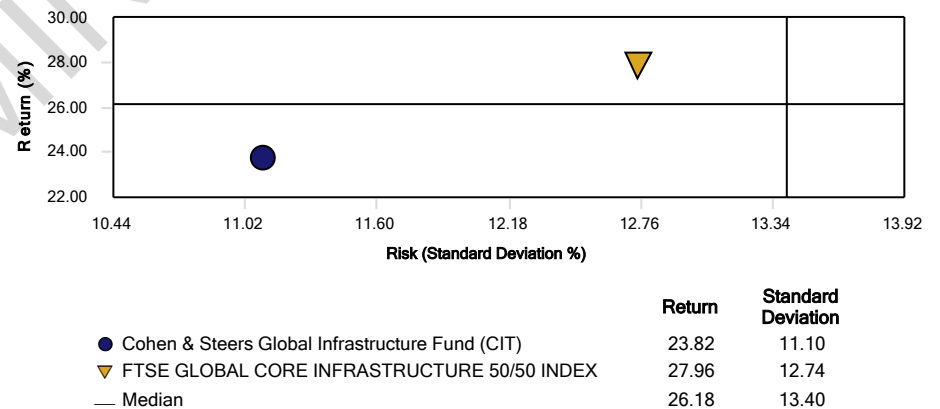 30.00
28.00
26.00
24.00
22.00
Return (%)
10.44 11.02 11.60 12.18 12.76 13.34 13.92
Risk (Standard Deviation %)
Return Standard Deviation
Cohen & Steers Global Infrastructure Fund (CIT) 23.82 11.10
FTSE GLOBAL CORE INFRASTRUCTURE 50/50 INDEX 27.96 12.74
Median 26.18 13.40